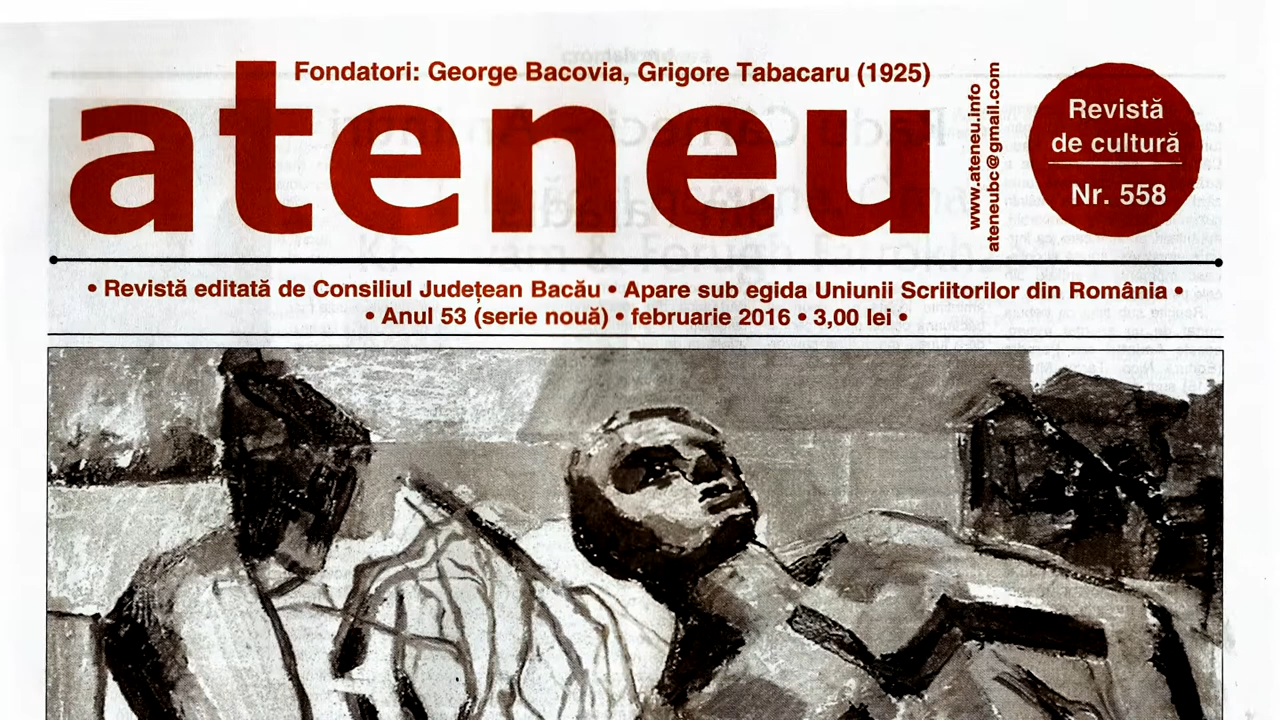 Fondatori: George Bacovia, Grigore Tabacaru (1925)
ateneu
www.ateneu.info
ateneubc@gmail.com
Revistă
de cultură
Nr. 558
• Revistă editată de Consiliul Județean Bacău • Apare sub egida Uniunii Scriitorilor din România •
• Anul 53 (serie nouă) • februarie 2016 • 3,00 lei •